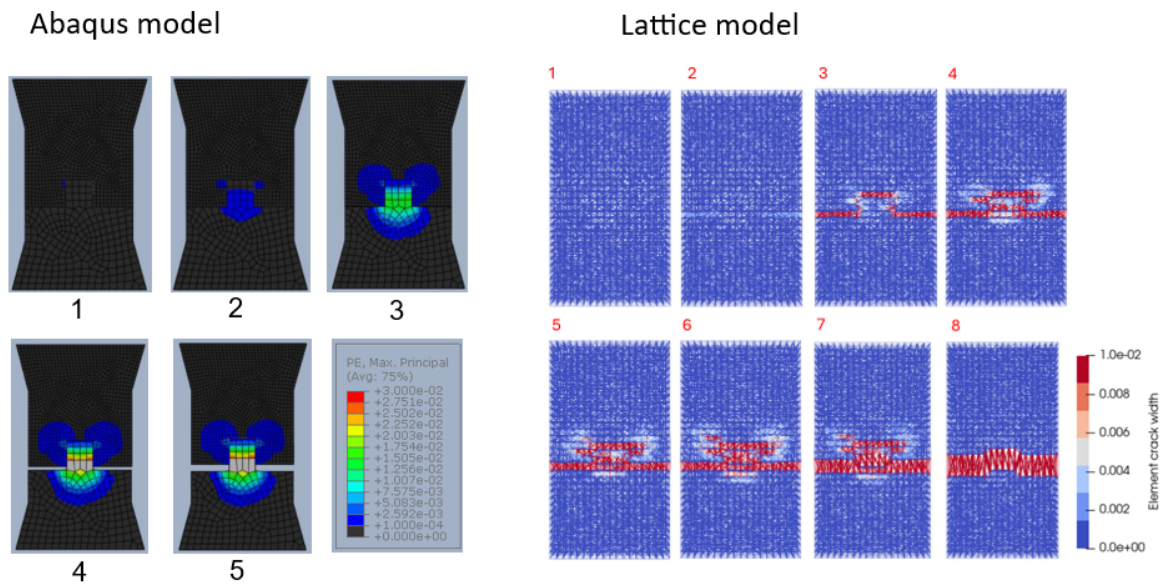 Abaqus model
Lattice model
1
2
3
4
1
2
3
5
6
7
8
PE, Max. Principal
(Avg: 75%)
+3.000e-02
+2.751e-02
+2.502e-02
+2.252e-02
+2.003e-02
+1.754e-02
+1.505e-02
+1.256e-02
+1.007e-02
+7.575e-03
+5.083e-03
+2.592e-03
+1.000e-04
+0.000e+00
1.0e-02
0.008
0.006
0.004
0.002
0.0e+00
Element crack width
4
5